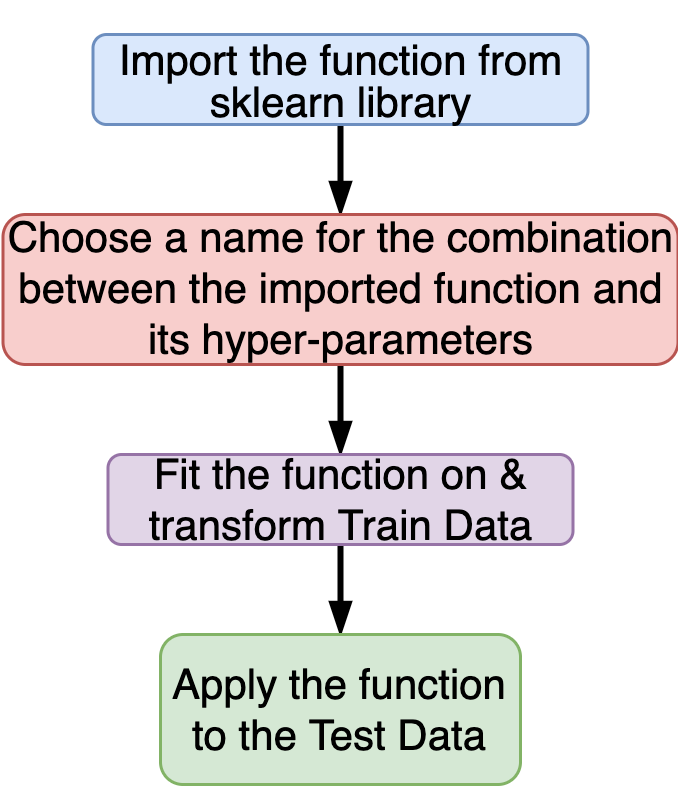 Import the function from
sklearn library
Choose a name for the combination
between the imported function and
its hyper-parameters
Fit the function on &
transform Train Data
Apply the function
to the Test Data